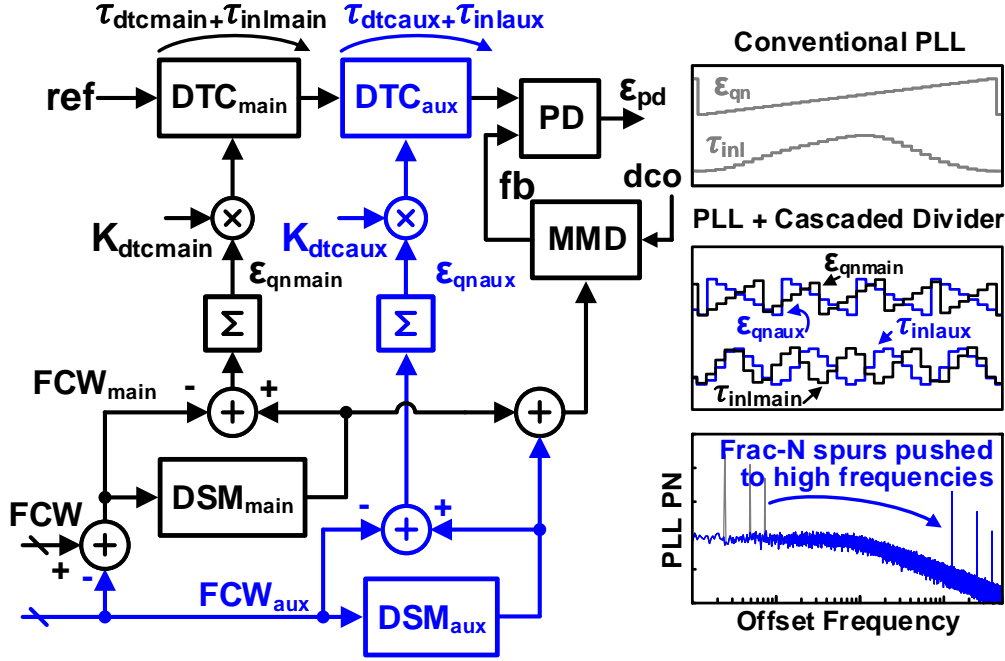 τdtcmain+τinlmain
τdtcaux+τinlaux
ref
DTCmain
DTCaux
PD
εpd
fb
dco
MMD
×
×
Kdtcmain
Kdtcaux
εqnmain
εqnaux
Σ
Σ
FCWmain
- +
+
+
DSMmain
FCW
+
+
-
- +
+
FCWaux
DSMaux
Conventional PLL
εqn
τinl
PLL + Cascaded Divider
εqnmain
εqnaux
τinlaux
τinlmain
Frac-N spurs pushed
to high frequencies
PLL PN
Offset Frequency